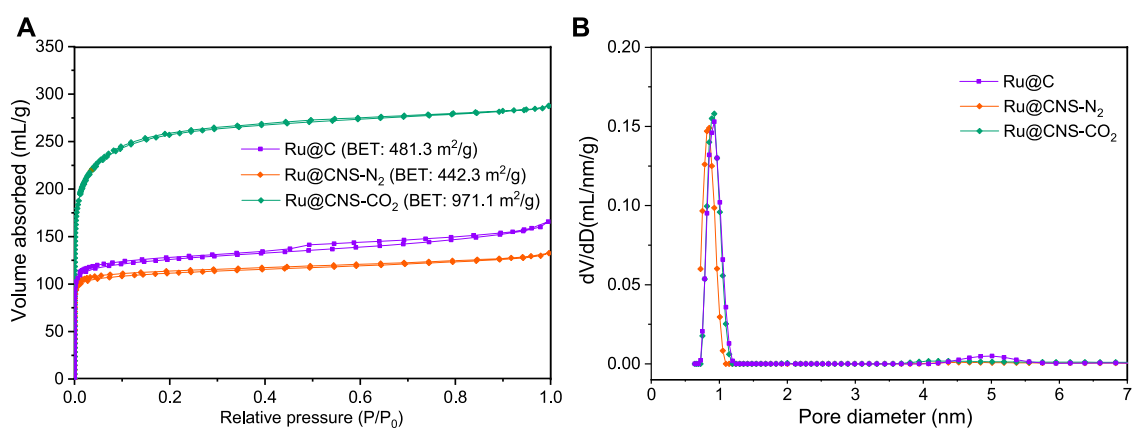 A
Volume absorbed (mL/g)
350
300
250
200
150
100
50
0
Ru@C (BET: 481.3 m²/g)
Ru@CNS-N₂ (BET: 442.3 m²/g)
Ru@CNS-CO₂ (BET: 971.1 m²/g)
0.0 0.2 0.4 0.6 0.8 1.0
Relative pressure (P/P₀)
B
dV/dD(mL/nm/g)
0.20
0.15
0.10
0.05
0.00
Ru@C
Ru@CNS-N₂
Ru@CNS-CO₂
0 1 2 3 4 5 6 7
Pore diameter (nm)